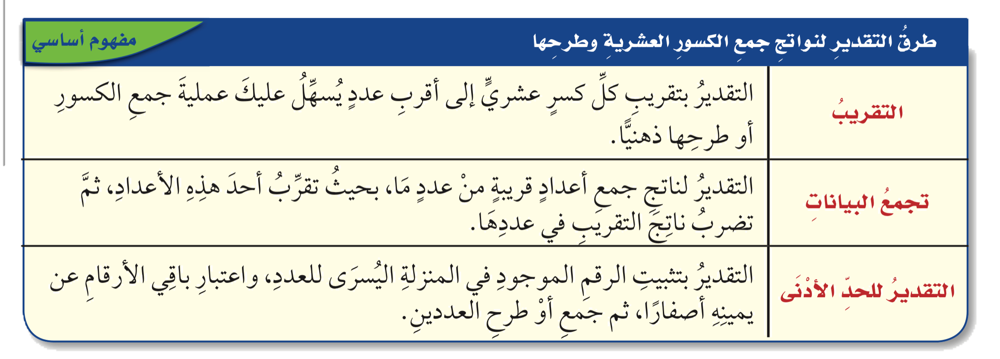 طرقُ التقديرِ لنواتجِ جمعِ الكسورِ العشريةِ وطرحِها
مفهوم أساسي
التقريبُ
التقديرُ بتقريبِ كلِّ كسرٍ عشريٍّ إلى أقربِ عددٍ يُسهِّلُ عليكَ عمليةَ جمعِ الكسورِ
أو طرحِها ذهنيًّا.
تجمعُ البياناتِ
التقديرُ لناتجِ جمعِ أعدادٍ قريبةٍ منْ عددٍ مَا، بحيثُ تقرِّبُ أحدَ هذِهِ الأعدادِ، ثمَّ
تضربُ ناتِجَ التقريبِ في عددِهَا.
التقديرُ للحدِّ الأدْنَى
التقديرُ بتثبيتِ الرقمِ الموجودِ في المنزلةِ اليُسرَى للعددِ، واعتبارِ باقِي الأرقامِ عن
يمينِهِ أصفارًا، ثم جمعِ أوْ طرحِ العددينِ.